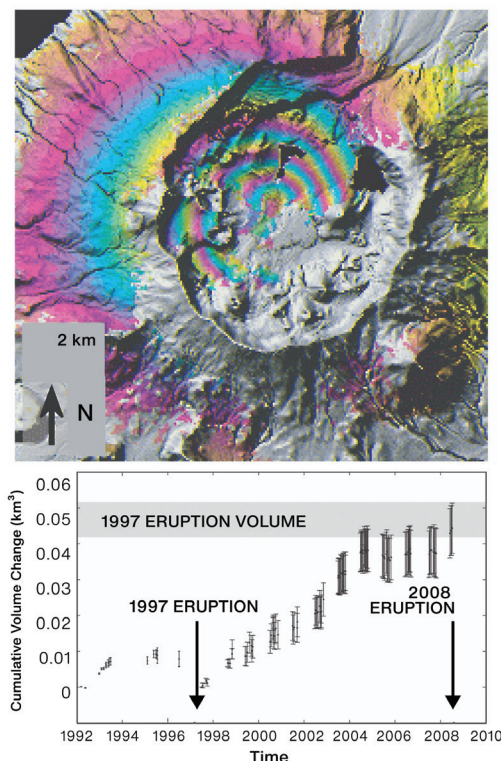 2 km
N
0.06
0.05
0.04
0.03
0.02
0.01
0
Cumulative Volume Change (km³)
1997 ERUPTION VOLUME
1997 ERUPTION
2008
ERUPTION
1992 1994 1996 1998 2000 2002 2004 2006 2008 2010
Time